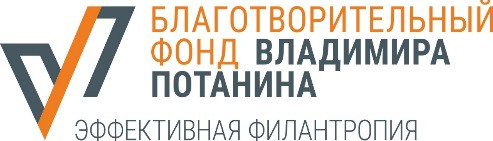 БЛАГОТВОРИТЕЛЬНЫЙ
ФОНД ВЛАДИМИРА
ПОТАНИНА
ЭФФЕКТИВНАЯ ФИЛАНТРОПИЯ